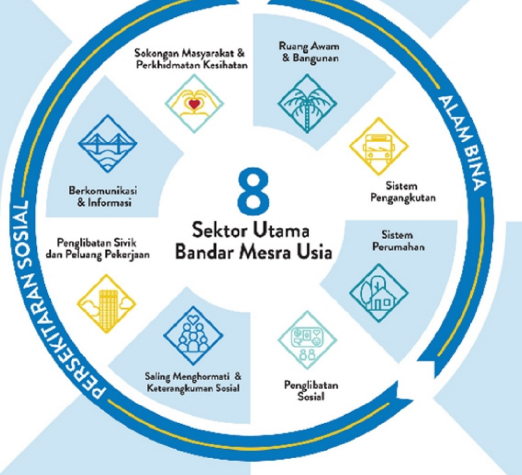 8
Sektor Utama
Bandar Mesra Usia
Ruang Awam
& Bangunan
Sistem
Pengangkutan
Sistem
Perumahan
Penglibatan
Sosial
Saling Menghormati &
Keterangkuman Sosial
Penglibatan Sivik
dan Peluang Pekerjaan
Berkomunikasi
& Informasi
Sokongan Masyarakat &
Perkhidmatan Kesihatan
ALAM BINA
PERSEKITARAN SOSIAL